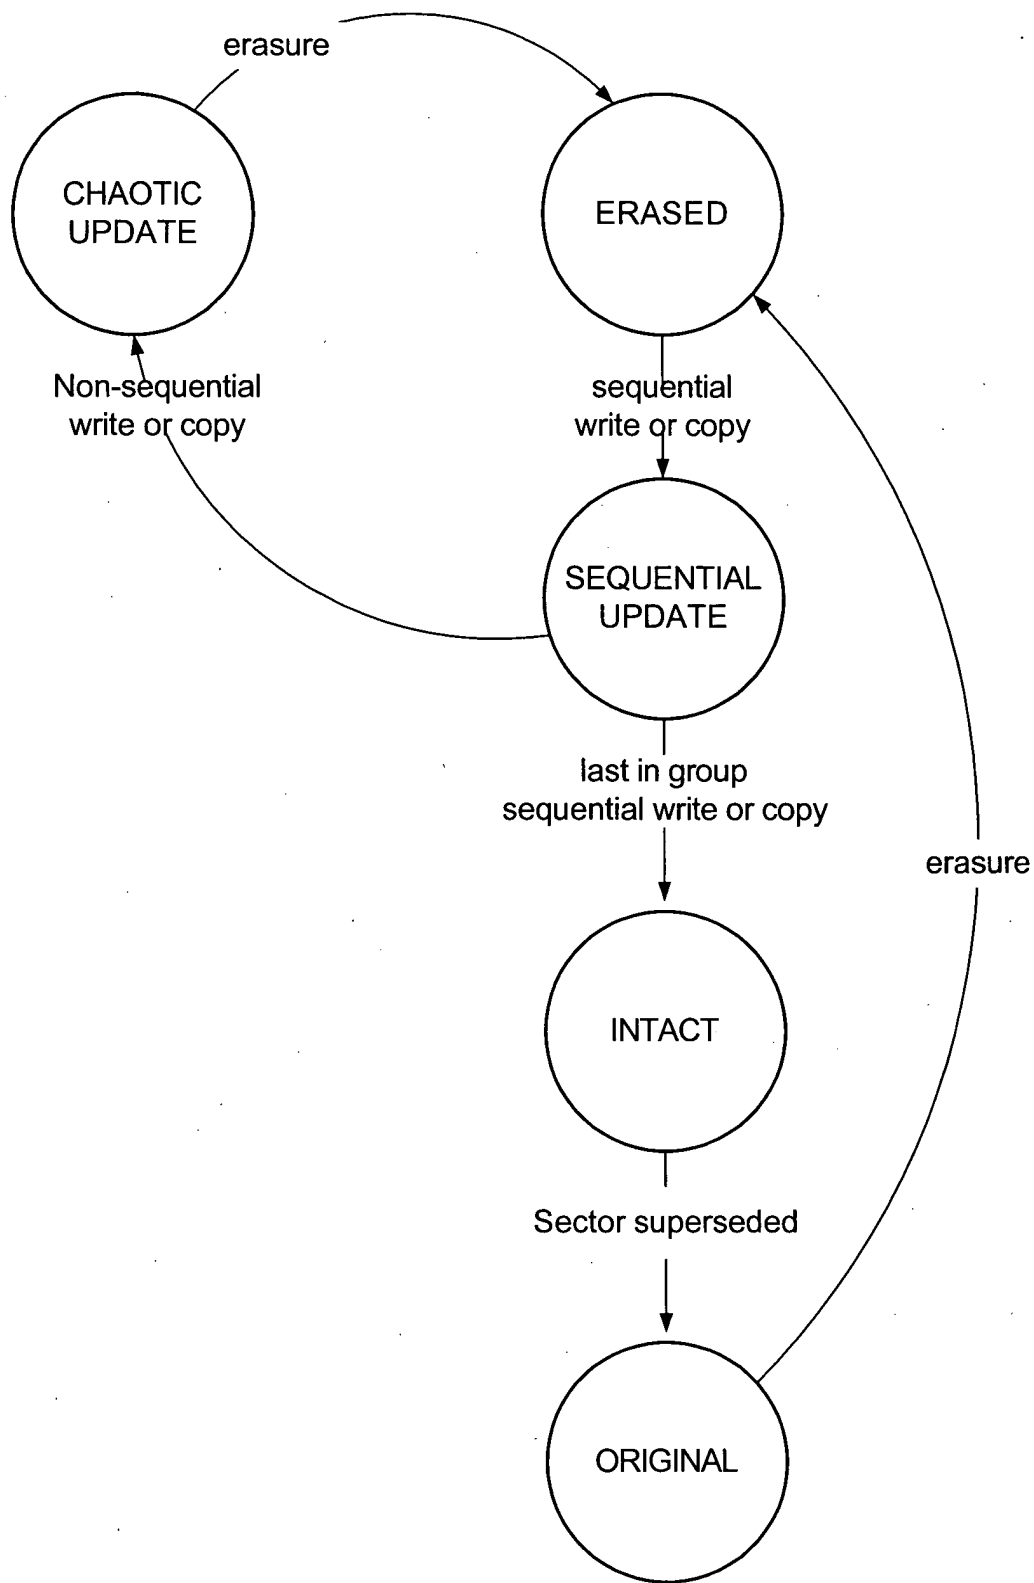 erasure
CHAOTIC
UPDATE
ERASED
Non-sequential
write or copy
sequential
write or copy
SEQUENTIAL
UPDATE
last in group
sequential write or copy
erasure
INTACT
Sector superseded
ORIGINAL